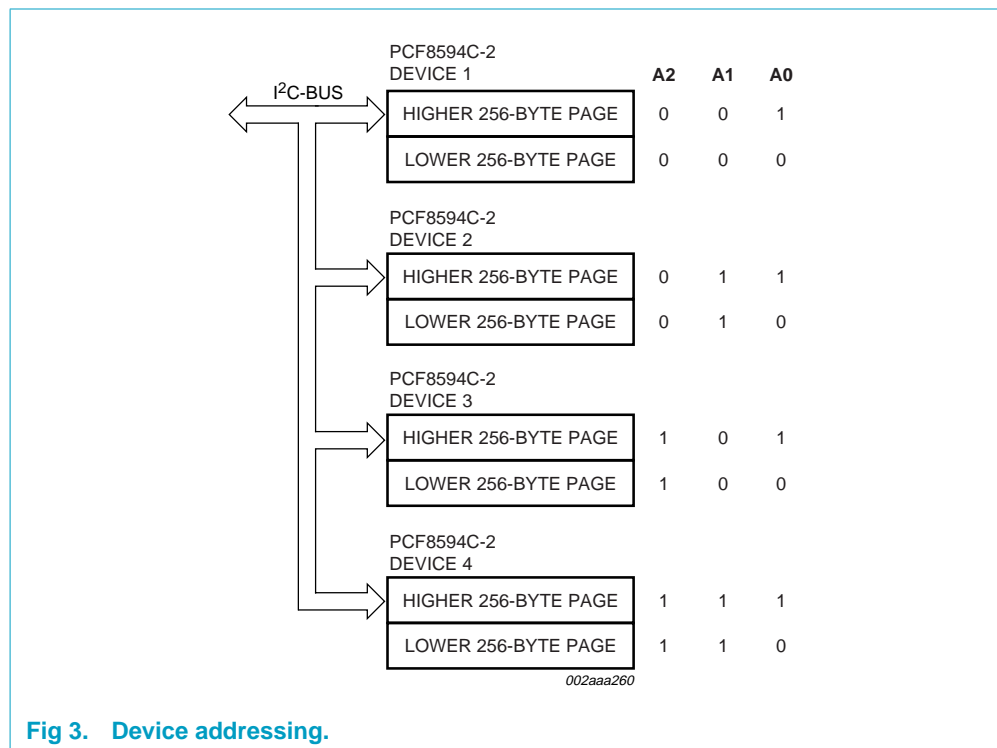 PCF8594C-2
DEVICE 1 A2 A1 A0
I²C-BUS
HIGHER 256-BYTE PAGE 0 0 1
LOWER 256-BYTE PAGE 0 0 0
PCF8594C-2
DEVICE 2
HIGHER 256-BYTE PAGE 0 1 1
LOWER 256-BYTE PAGE 0 1 0
PCF8594C-2
DEVICE 3
HIGHER 256-BYTE PAGE 1 0 1
LOWER 256-BYTE PAGE 1 0 0
PCF8594C-2
DEVICE 4
HIGHER 256-BYTE PAGE 1 1 1
LOWER 256-BYTE PAGE 1 1 0
002aaa260
Fig 3. Device addressing.